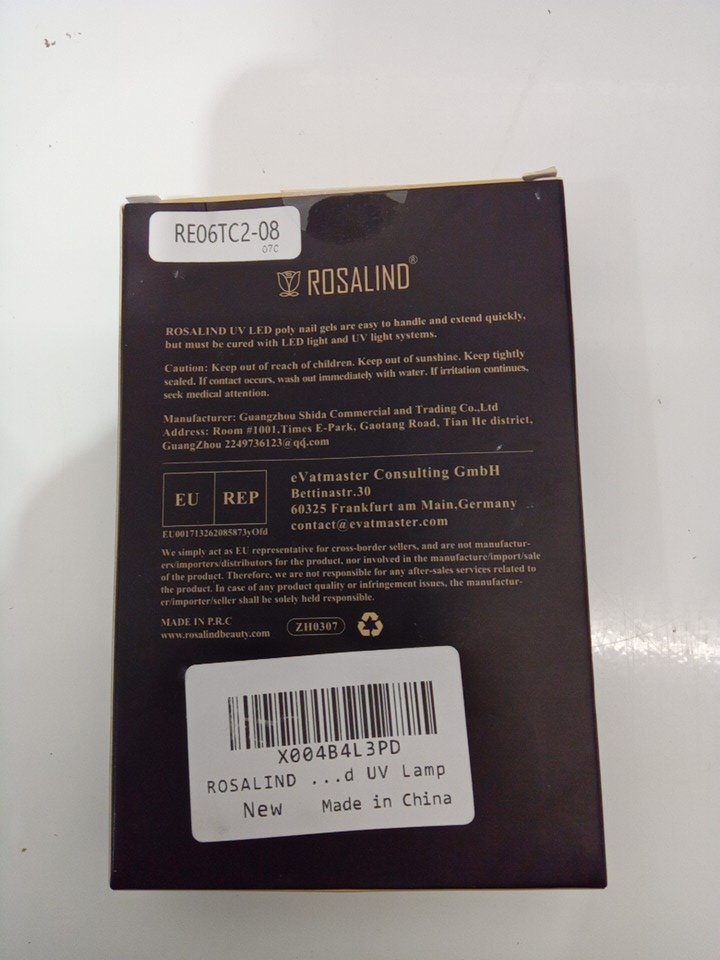 RE06TC2-08
07C
ROSALIND®
ROSALIND UV LED poly nail gels are easy to handle and extend quickly,
but must be cured with LED light and UV light systems.
Caution: Keep out of reach of children. Keep out of sunshine. Keep tightly
sealed. If contact occurs, wash out immediately with water. If irritation continues,
seek medical attention.
Manufacturer: Guangzhou Shida Commercial and Trading Co.,Ltd
Address: Room #1001,Times E-Park, Gaotang Road, Tian He district,
GuangZhou 2249736123@qq.com
EU REP
EU001713262085873yOfd
eVatmaster Consulting GmbH
Bettinastr.30
60325 Frankfurt am Main,Germany
contact@evatmaster.com
We simply act as EU representative for cross-border sellers, and are not manufactur-
ers/importers/distributors for the product, nor involved in the manufacture/import/sale
of the product. Therefore, we are not responsible for any after-sales services related to
the product. In case of any product quality or infringement issues, the manufactur-
er/importer/seller shall be solely held responsible.
MADE IN P.R.C
www.rosalindbeauty.com
ZH0307
X004B4L3PD
ROSALIND ...d UV Lamp
New Made in China